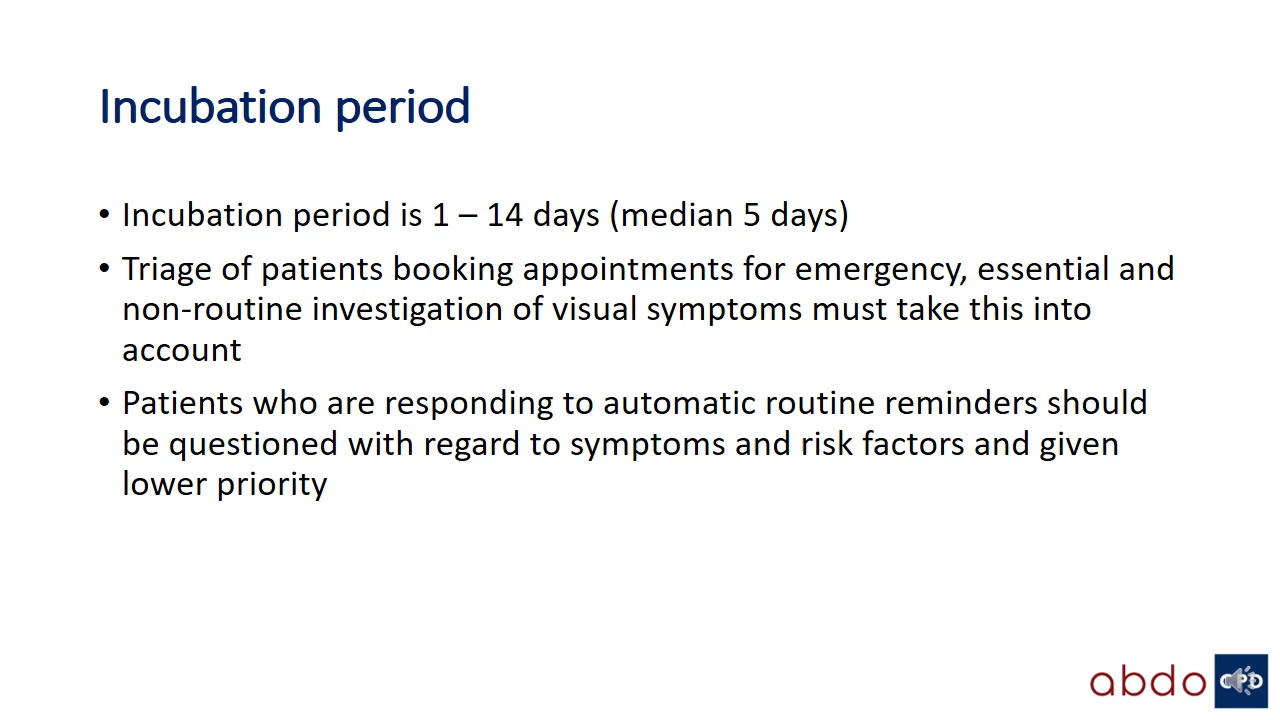 Incubation period
• Incubation period is 1 – 14 days (median 5 days)
• Triage of patients booking appointments for emergency, essential and
non-routine investigation of visual symptoms must take this into
account
• Patients who are responding to automatic routine reminders should
be questioned with regard to symptoms and risk factors and given
lower priority
abdo CPD